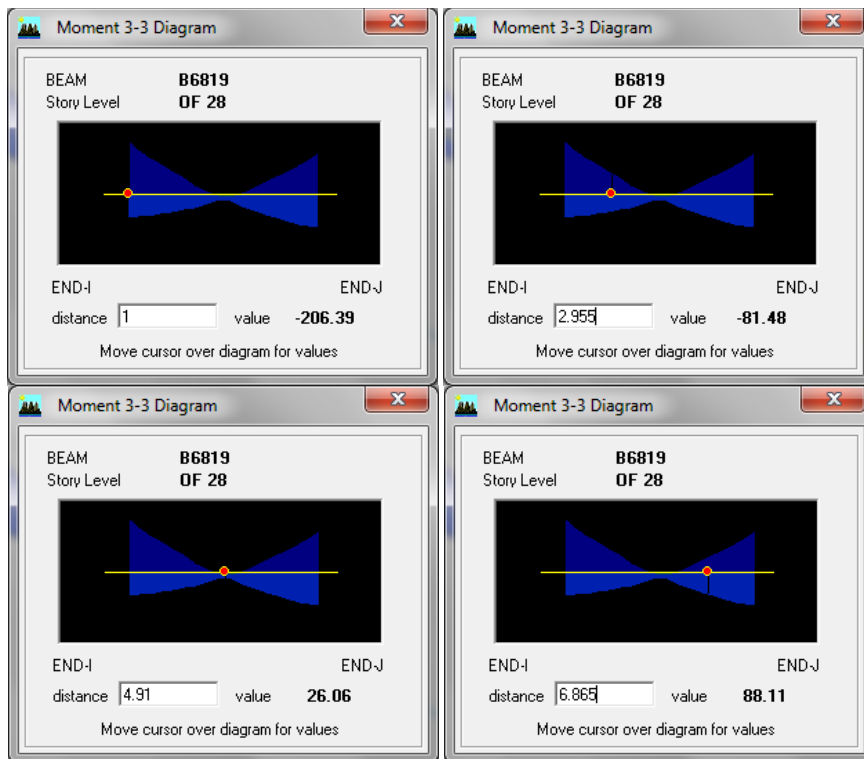 Moment 3-3 Diagram
BEAM B6819
Story Level OF 28
END-I END-J
distance 1 value -206.39
Move cursor over diagram for values
Moment 3-3 Diagram
BEAM B6819
Story Level OF 28
END-I END-J
distance 2.955 value -81.48
Move cursor over diagram for values
Moment 3-3 Diagram
BEAM B6819
Story Level OF 28
END-I END-J
distance 4.91 value 26.06
Move cursor over diagram for values
Moment 3-3 Diagram
BEAM B6819
Story Level OF 28
END-I END-J
distance 6.865 value 88.11
Move cursor over diagram for values